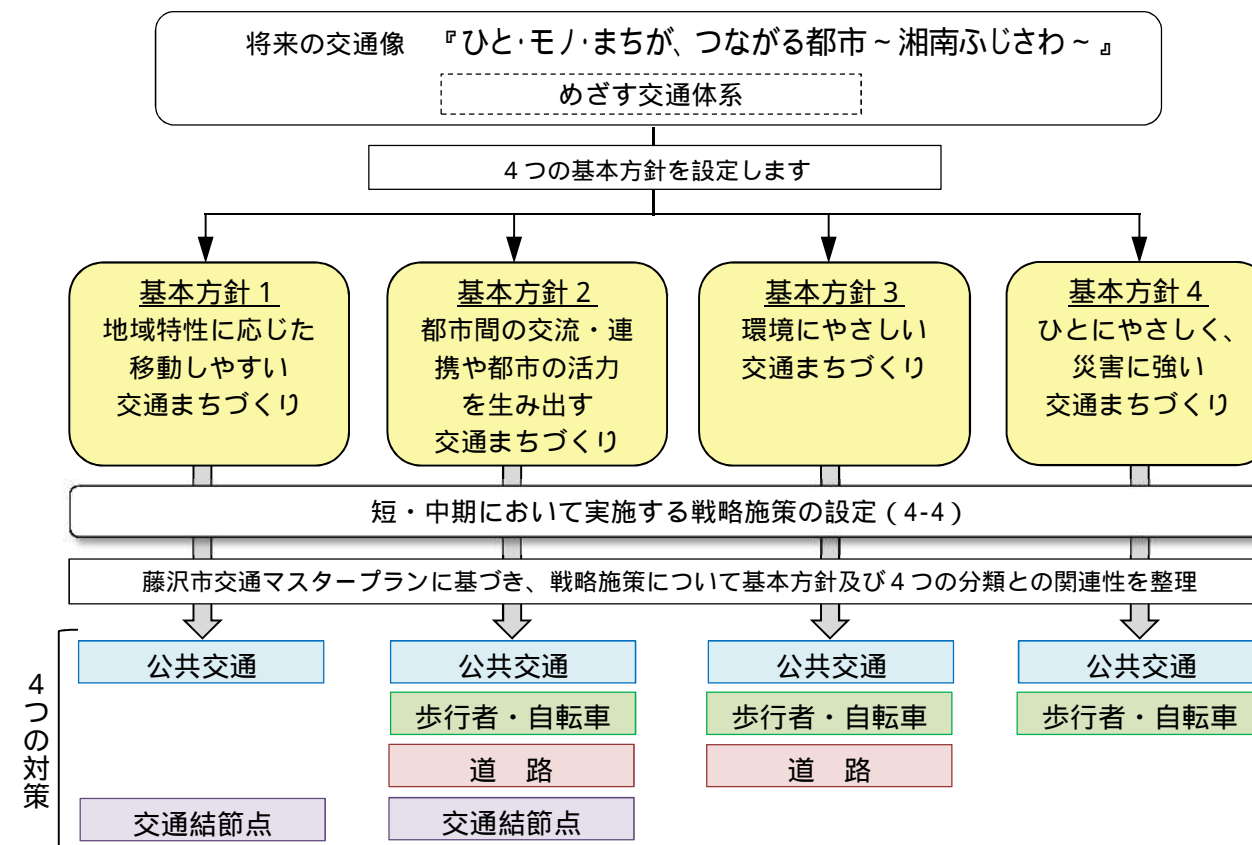 将来の交通像 『ひと・モノ・まちが、つながる都市~湘南ふじさわ~』
めざす交通体系
4つの基本方針を設定します
基本方針1
地域特性に応じた
移動しやすい
交通まちづくり
基本方針2
都市間の交流・連
携や都市の活力
を生み出す
交通まちづくり
基本方針3
環境にやさしい
交通まちづくり
基本方針4
ひとにやさしく、
災害に強い
交通まちづくり
短・中期において実施する戦略施策の設定(4-4)
藤沢市交通マスタープランに基づき、戦略施策について基本方針及び4つの分類との関連性を整理
4つの対策
公共交通
交通結節点
公共交通
歩行者・自転車
道 路
交通結節点
公共交通
歩行者・自転車
道 路
公共交通
歩行者・自転車